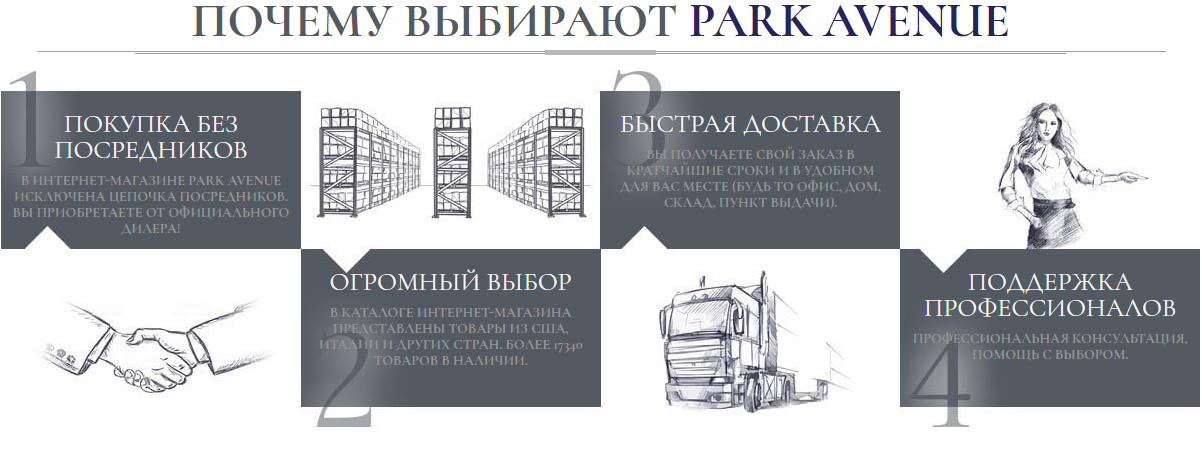 ПОЧЕМУ ВЫБИРАЮТ PARK AVENUE
1
ПОКУПКА БЕЗ
ПОСРЕДНИКОВ
В ИНТЕРНЕТ-МАГАЗИНЕ PARK AVENUE
ИСКЛЮЧЕНА ЦЕПОЧКА ПОСРЕДНИКОВ.
ВЫ ПРИОБРЕТАЕТЕ ОТ ОФИЦИАЛЬНОГО
ДИЛЕРА!
2
ОГРОМНЫЙ ВЫБОР
В КАТАЛОГЕ ИНТЕРНЕТ-МАГАЗИНА
ПРЕДСТАВЛЕНЫ ТОВАРЫ ИЗ США,
ИТАЛИИ И ДРУГИХ СТРАН. БОЛЕЕ 17340
ТОВАРОВ В НАЛИЧИИ.
3
БЫСТРАЯ ДОСТАВКА
ВЫ ПОЛУЧАЕТЕ СВОЙ ЗАКАЗ В
КРАТЧАЙШИЕ СРОКИ И В УДОБНОМ
ДЛЯ ВАС МЕСТЕ (БУДЬ ТО ОФИС, ДОМ,
СКЛАД, ПУНКТ ВЫДАЧИ).
4
ПОДДЕРЖКА
ПРОФЕССИОНАЛОВ
ПРОФЕССИОНАЛЬНАЯ КОНСУЛЬТАЦИЯ,
ПОМОЩЬ С ВЫБОРОМ.